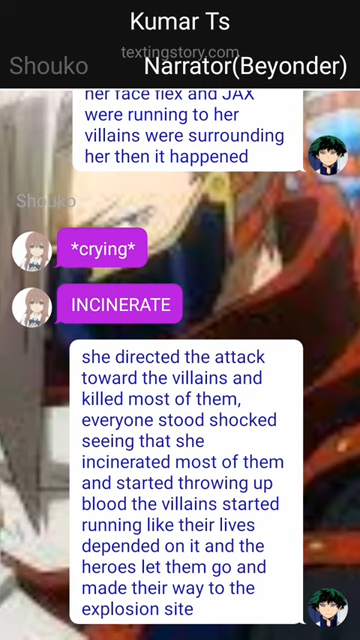 Kumar Ts
textingstory.com
Shouko
Narrator(Beyonder)
her face flex and JAX
were running to her
villains were surrounding
her then it happened
Shouko
*crying*
INCINERATE
she directed the attack
toward the villains and
killed most of them,
everyone stood shocked
seeing that she
incinerated most of them
and started throwing up
blood the villains started
running like their lives
depended on it and the
heroes let them go and
made their way to the
explosion site